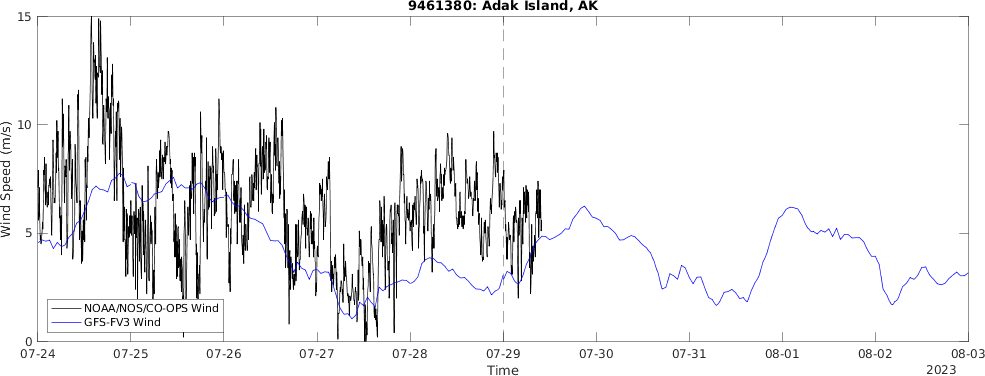 9461380: Adak Island, AK
Wind Speed (m/s)
15
10
5
0
NOAA/NOS/CO-OPS Wind
GFS-FV3 Wind
07-24 07-25 07-26 07-27 07-28 07-29 07-30 07-31 08-01 08-02 08-03
Time
2023